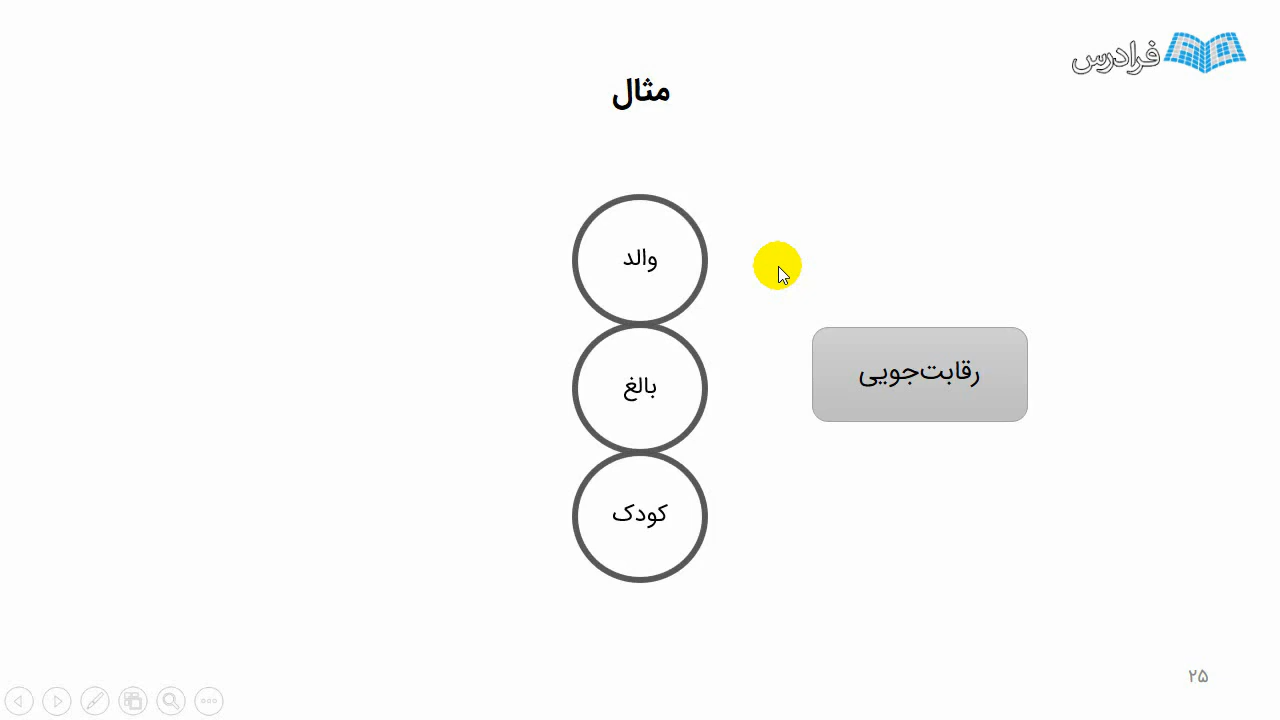 فرادرس
مثال
والد
بالغ
کودک
رقابت‌جویی
۲۵